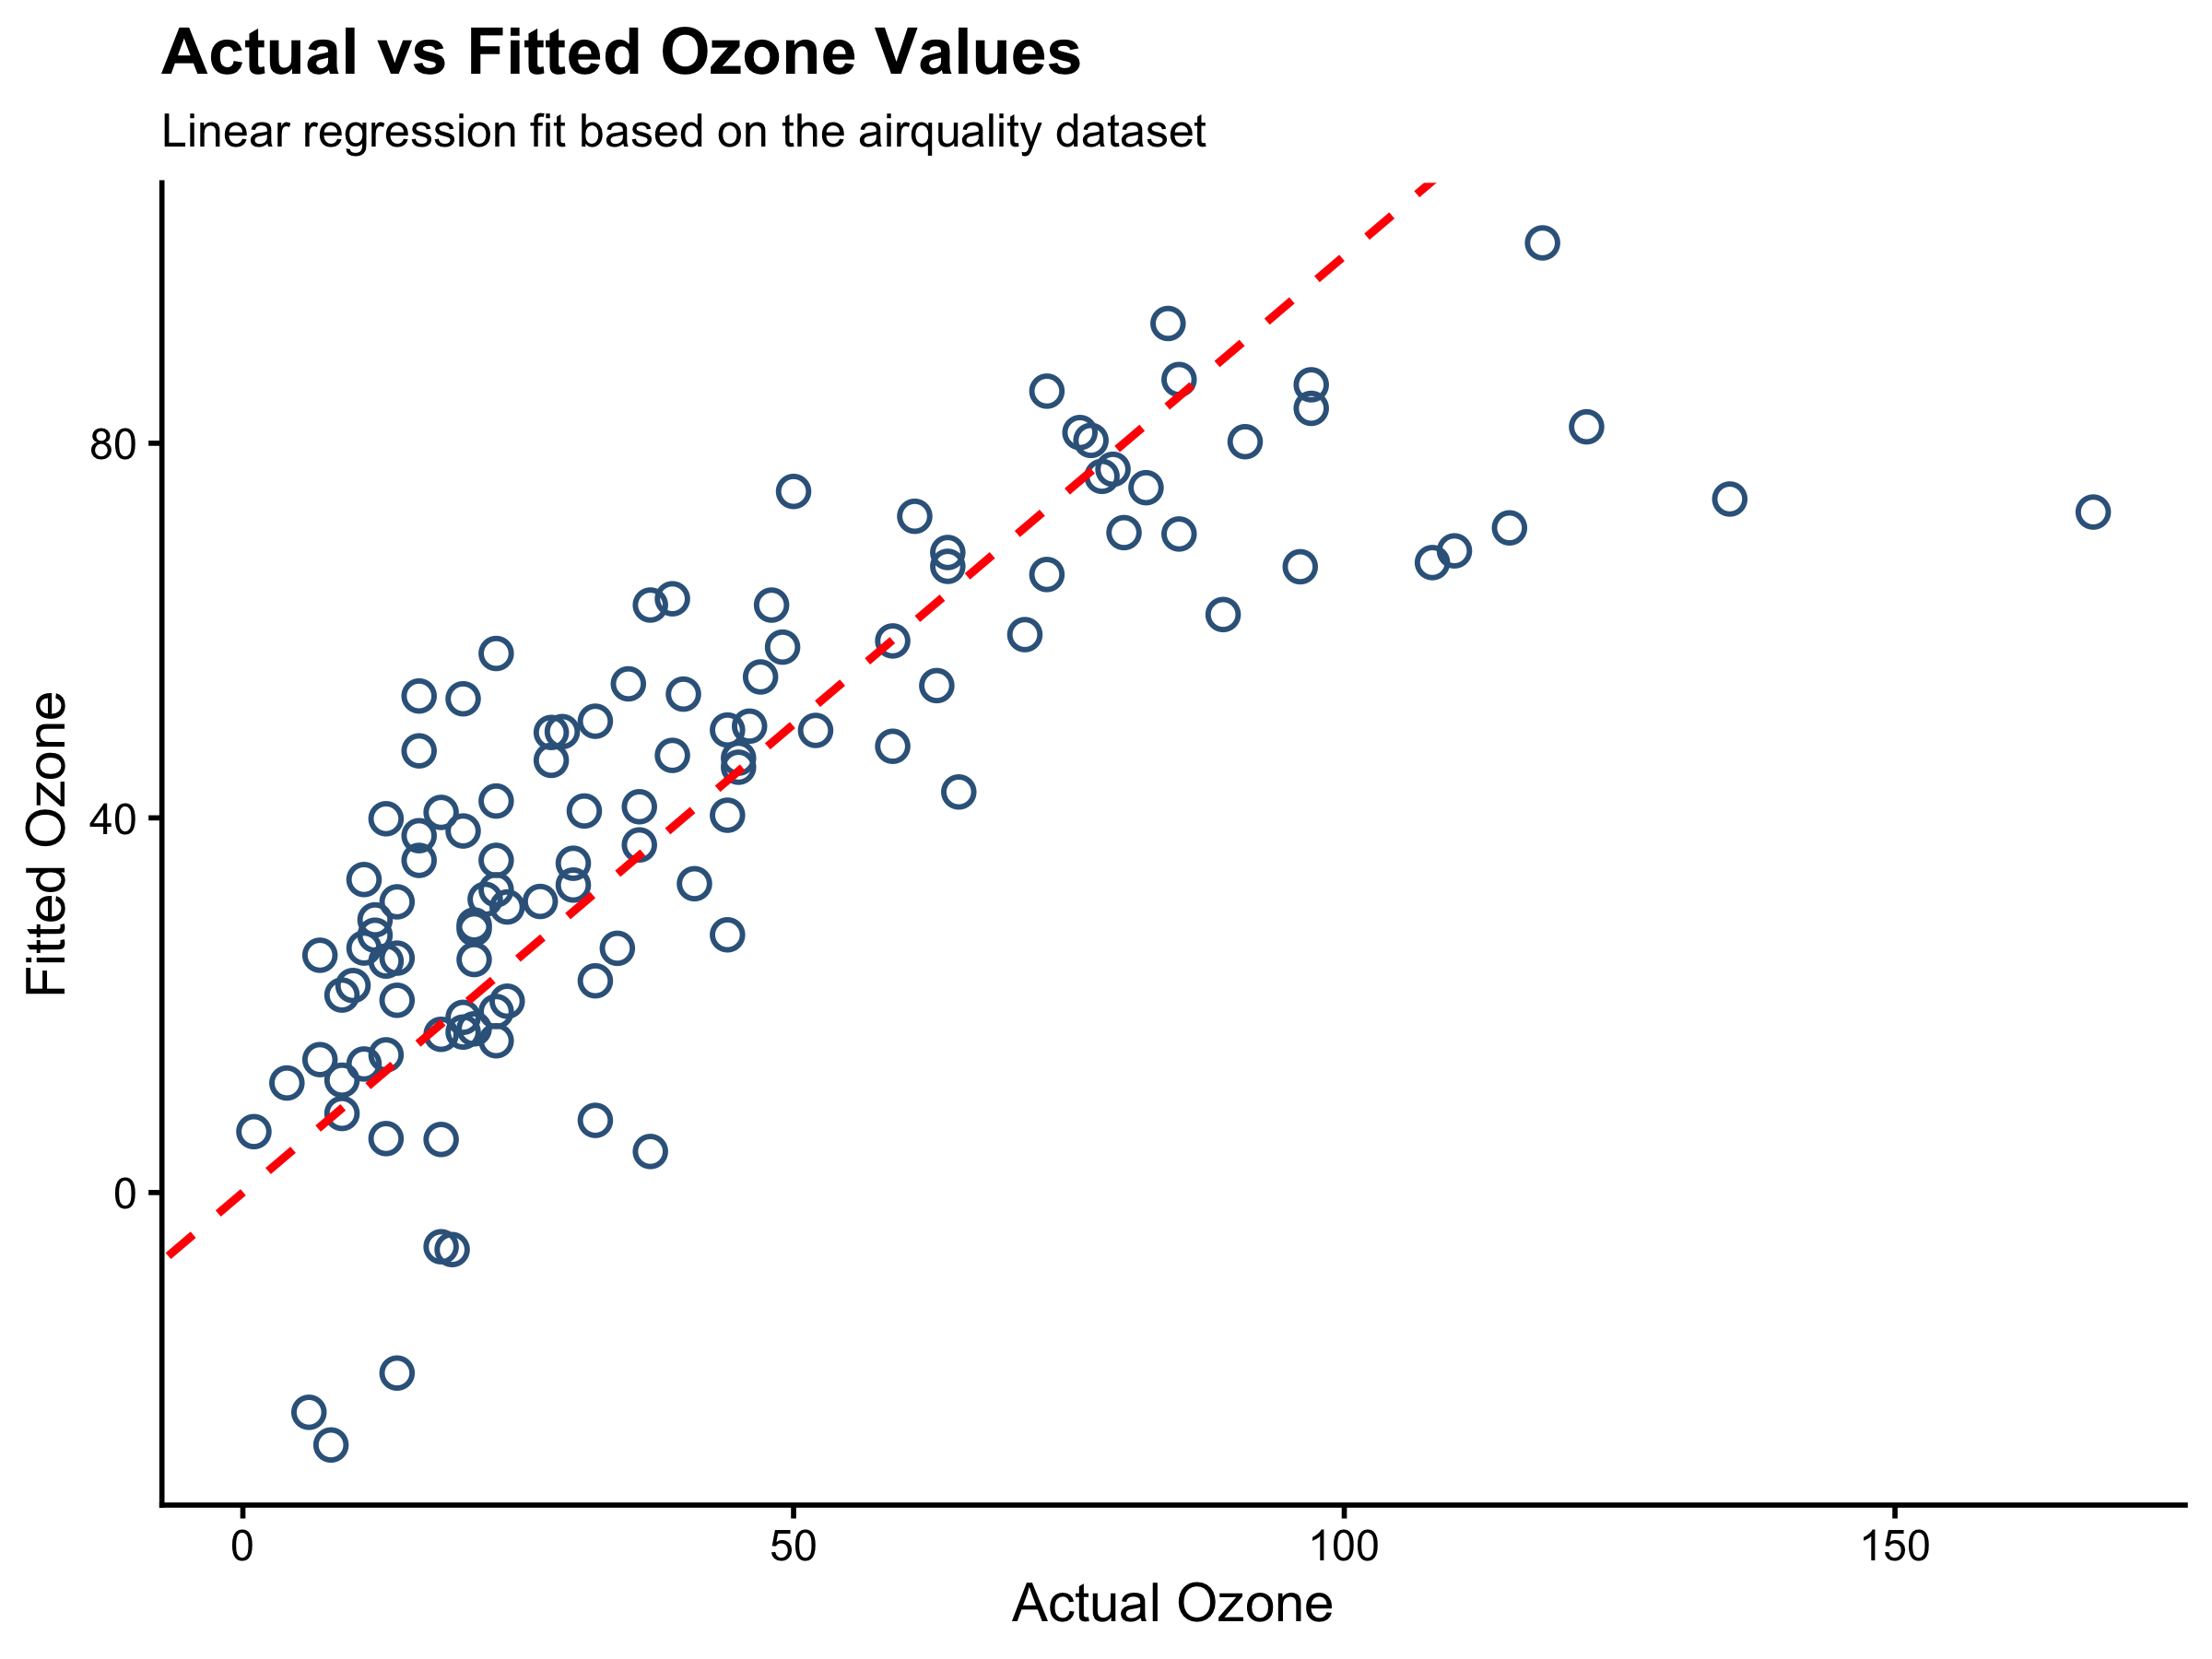 Actual vs Fitted Ozone Values
Linear regression fit based on the airquality dataset
Fitted Ozone
80
40
0
0
50
100
150
Actual Ozone